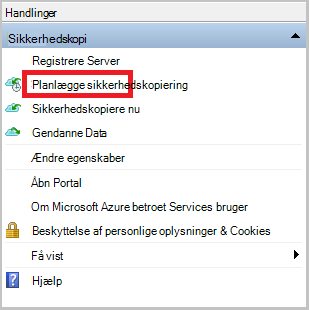 Handlinger
Sikkerhedskopi
Registrere Server
Planlægge sikkerhedskopiering
Sikkerhedskopiere nu
Gendanne Data
Ændre egenskaber
Åbn Portal
Om Microsoft Azure betroet Services bruger
Beskyttelse af personlige oplysninger & Cookies
Få vist
Hjælp